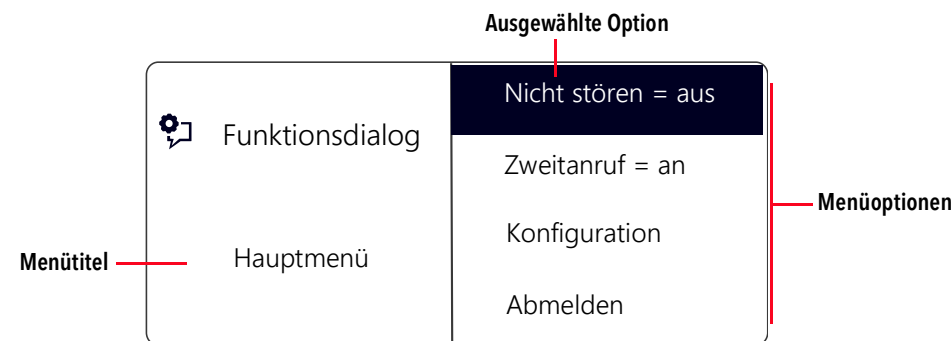 Ausgewählte Option
Nicht stören = aus
Funktionsdialog
Zweitanruf = an
Menüoptionen
Konfiguration
Menütitel
Hauptmenü
Abmelden